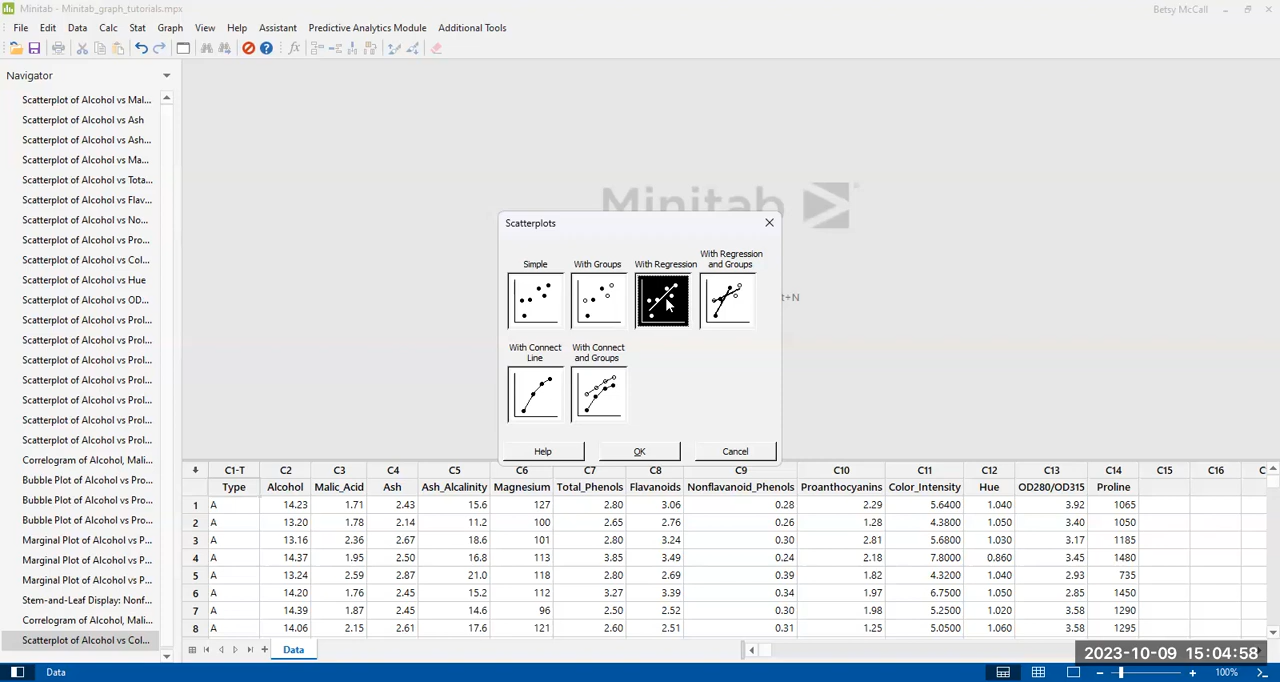 Minitab - Minitab_graph_tutorials.mpx
Betsy McCall
File Edit Data Calc Stat Graph View Help Assistant Predictive Analytics Module Additional Tools
Navigator
Scatterplot of Alcohol vs Mal...
Scatterplot of Alcohol vs Ash
Scatterplot of Alcohol vs Ash...
Scatterplot of Alcohol vs Ma...
Scatterplot of Alcohol vs Tota...
Scatterplot of Alcohol vs Flav...
Scatterplot of Alcohol vs No...
Scatterplot of Alcohol vs Pro...
Scatterplot of Alcohol vs Col...
Scatterplot of Alcohol vs Hue
Scatterplot of Alcohol vs OD...
Scatterplot of Alcohol vs Pro...
Scatterplot of Alcohol vs Prol...
Scatterplot of Alcohol vs Prol...
Scatterplot of Alcohol vs Prol...
Scatterplot of Alcohol vs Prol...
Scatterplot of Alcohol vs Prol...
Scatterplot of Alcohol vs Prol...
Correlogram of Alcohol, Mali...
Bubble Plot of Alcohol vs Pro...
Bubble Plot of Alcohol vs Pro...
Bubble Plot of Alcohol vs Pro...
Marginal Plot of Alcohol vs P...
Marginal Plot of Alcohol vs P...
Marginal Plot of Alcohol vs P...
Stem-and-Leaf Display: Nonf...
Correlogram of Alcohol, Mali...
Scatterplot of Alcohol vs Col...
Minitab
t+N
Scatterplots
Simple
With Groups
With Regression
With Regression
and Groups
With Connect
Line
With Connect
and Groups
Help OK Cancel
C1-T C2 C3 C4 C5 C6 C7 C8 C9 C10 C11 C12 C13 C14 C15 C16 C
Type Alcohol Malic_Acid Ash Ash_Alcalinity Magnesium Total_Phenols Flavanoids Nonflavanoid_Phenols Proanthocyanins Color_Intensity Hue OD280/OD315 Proline
1 A 14.23 1.71 2.43 15.6 127 2.80 3.06 0.28 2.29 5.6400 1.040 3.92 1065
2 A 13.20 1.78 2.14 11.2 100 2.65 2.76 0.26 1.28 4.3800 1.050 3.40 1050
3 A 13.16 2.36 2.67 18.6 101 2.80 3.24 0.30 2.81 5.6800 1.030 3.17 1185
4 A 14.37 1.95 2.50 16.8 113 3.85 3.49 0.24 2.18 7.8000 0.860 3.45 1480
5 A 13.24 2.59 2.87 21.0 118 2.80 2.69 0.39 1.82 4.3200 1.040 2.93 735
6 A 14.20 1.76 2.45 15.2 112 3.27 3.39 0.34 1.97 6.7500 1.050 2.85 1450
7 A 14.39 1.87 2.45 14.6 96 2.50 2.52 0.30 1.98 5.2500 1.020 3.58 1290
8 A 14.06 2.15 2.61 17.6 121 2.60 2.51 0.31 1.25 5.0500 1.060 3.58 1295
Data
2023-10-09 15:04:58
Data
100%